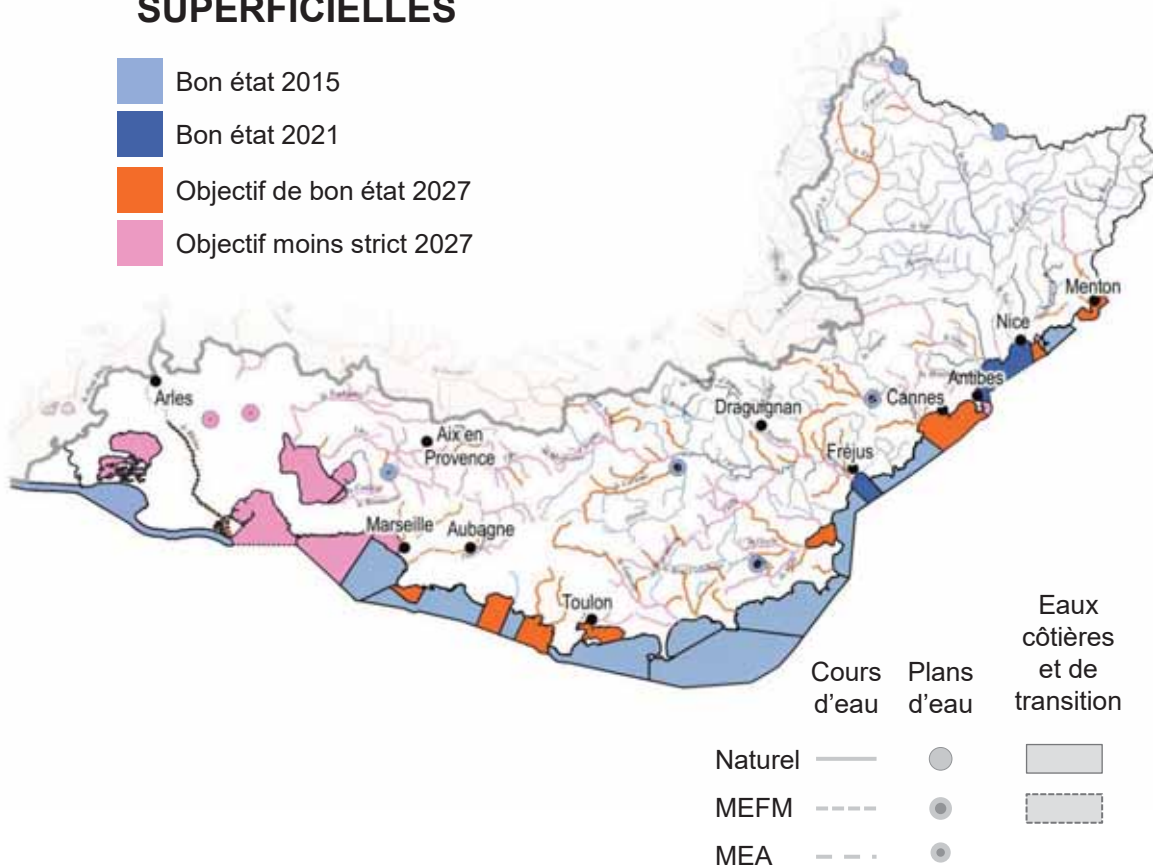 SUPERFICIELLES
Bon état 2015
Bon état 2021
Objectif de bon état 2027
Objectif moins strict 2027
Menton
Nice
Antibes
Cannes
Arles
Draguignan
Aix en
Provence
Fréjus
Marseille
Aubagne
Toulon
Eaux
côtières
et de
transition
Cours
d'eau
Plans
d'eau
Naturel
MEFM
MEA